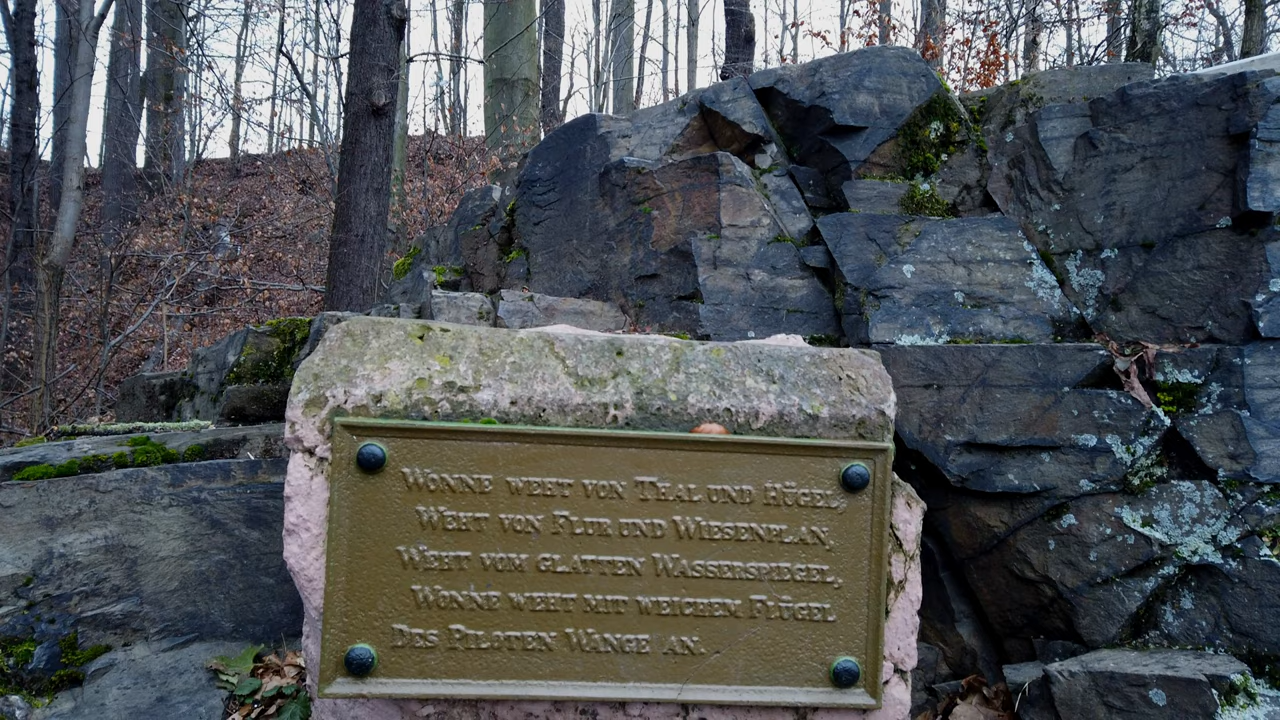 Wonne weht von Thal und Hügel,
Weht von Flur und Wiesenplan,
Weht vom glatten Wasserspiegel,
Wonne weht mit weichem Flügel
Des Piloten Wange an.